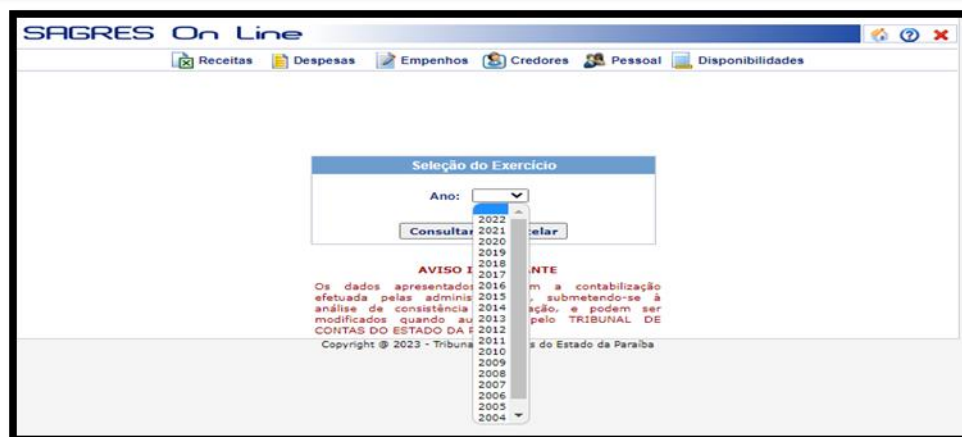 SAGRES On Line
Receitas Despesas Empenhos Credores Pessoal Disponibilidades
Seleção do Exercício
Ano:
Consultar elar
2022
2021
2020
2019
2018
2017
2016
2015
2014
2013
2012
2011
2010
2009
2008
2007
2006
2005
2004
AVISO I NTE
Os dados apresentados m a contabilização
efetuada pelas adminis , submetendo-se à
análise de consistência ação, e podem ser
modificados quando au pelo TRIBUNAL DE
CONTAS DO ESTADO DA
Copyright @ 2023 - Tribuna s do Estado da Paraíba